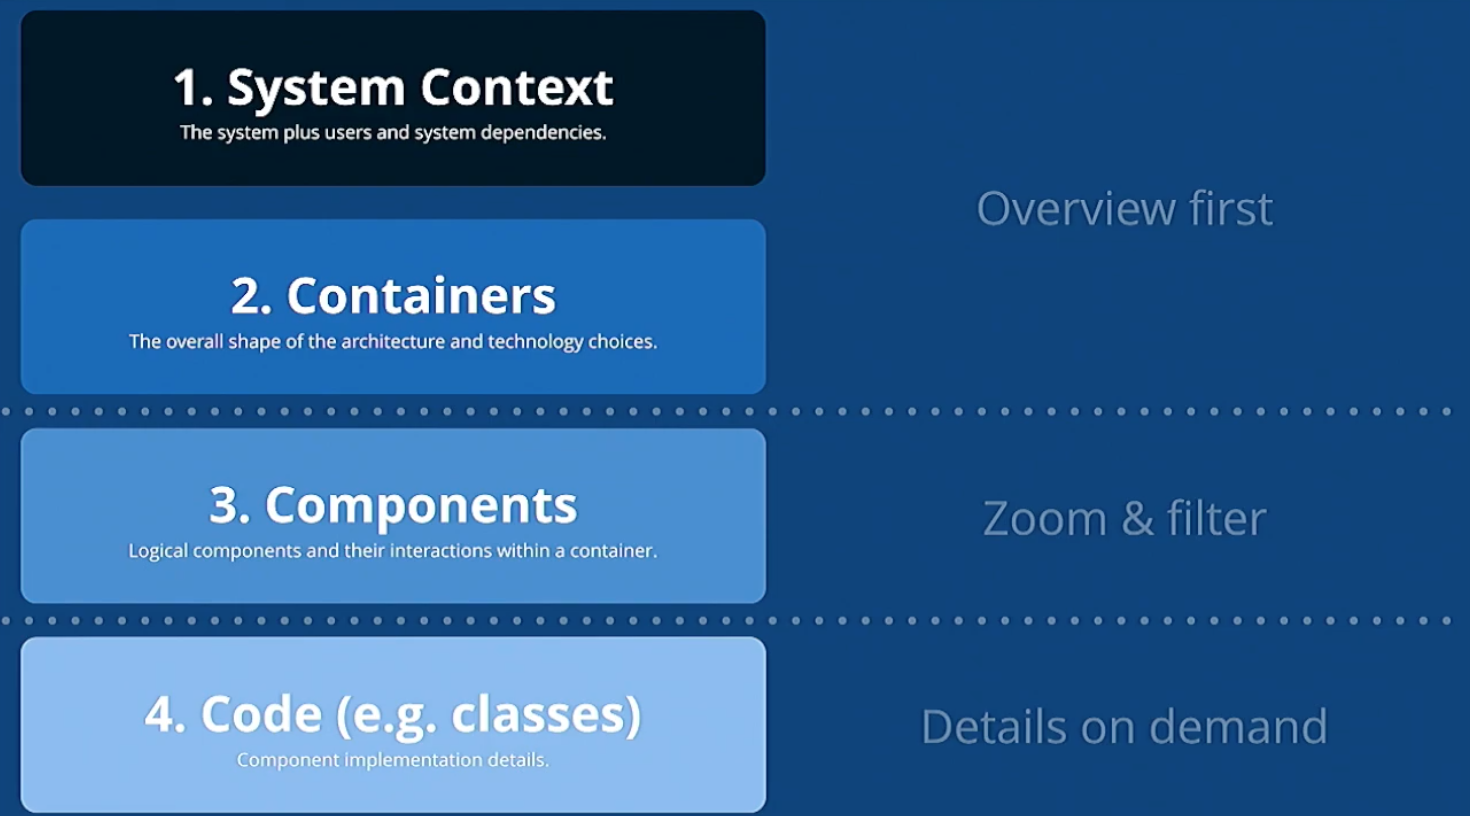 1. System Context
The system plus users and system dependencies.
Overview first
2. Containers
The overall shape of the architecture and technology choices.
3. Components
Logical components and their interactions within a container.
Zoom & filter
4. Code (e.g. classes)
Component implementation details.
Details on demand